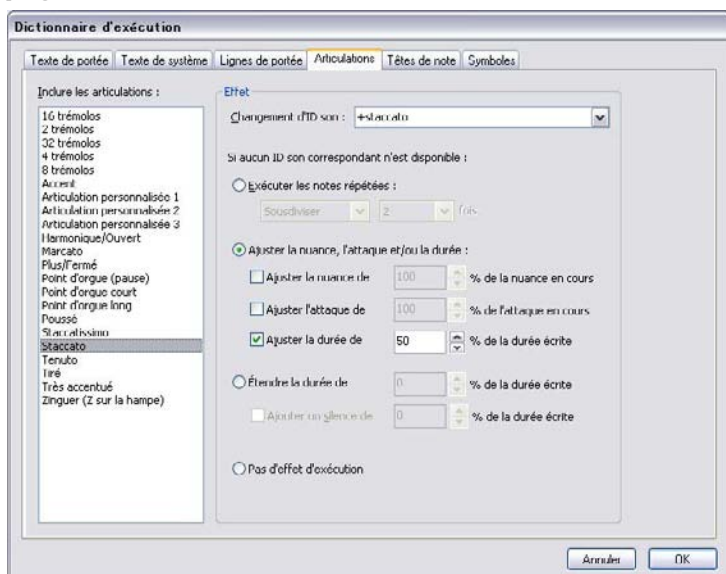 Dictionnaire d'exécution
Texte de portée Texte de système Lignes de portée Articulations Têtes de note Symboles
Inclure les articulations :
16 trémolos
2 trémolos
32 trémolos
4 trémolos
8 trémolos
Accent
Articulation personnalisée 1
Articulation personnalisée 2
Articulation personnalisée 3
Harmonique/Ouvert
Marcato
Plus/Fermé
Point d'orgue (pause)
Point d'orgue court
Point d'orgue long
Poussé
Staccatissimo
Staccato
Tenuto
Tiré
Très accentué
Zinguer (Z sur la hampe)
Effet
Changement d'ID son : +staccato
Si aucun ID son correspondant n'est disponible :
Exécuter les notes répétées :
Sousdiviser 2 fois
Ajuster la nuance, l'attaque et/ou la durée :
Ajuster la nuance de 100 % de la nuance en cours
Ajuster l'attaque de 100 % de l'attaque en cours
Ajuster la durée de 50 % de la durée écrite
Étendre la durée de 0 % de la durée écrite
Ajouter un silence de 0 % de la durée écrite
Pas d'effet d'exécution
Annuler OK